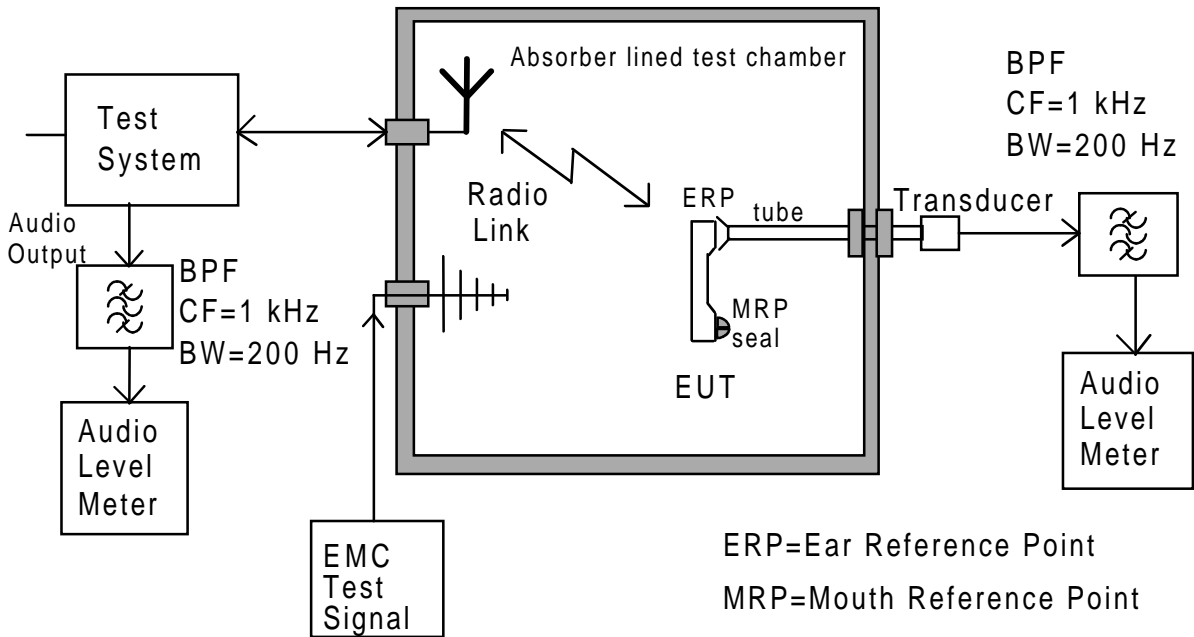 Absorber lined test chamber
BPF
CF=1 kHz
BW=200 Hz
Test
System
Radio
Link
ERP
tube
Transducer
Audio
Output
BPF
CF=1 kHz
BW=200 Hz
MRP
seal
EUT
Audio
Level
Meter
Audio
Level
Meter
EMC
Test
Signal
ERP=Ear Reference Point
MRP=Mouth Reference Point